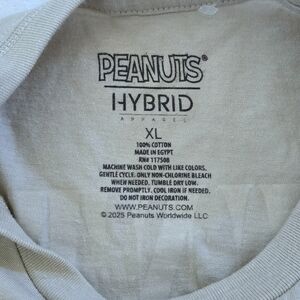 PEANUTS®
HYBRID
APPAREL
XL
100% COTTON
MADE IN EGYPT
RN# 117508
MACHINE WASH COLD WITH LIKE COLORS,
GENTLE CYCLE. ONLY NON-CHLORINE BLEACH
WHEN NEEDED. TUMBLE DRY LOW.
REMOVE PROMPTLY. COOL IRON IF NEEDED.
DO NOT IRON DECORATION.
WWW.PEANUTS.COM
© 2025 Peanuts Worldwide LLC